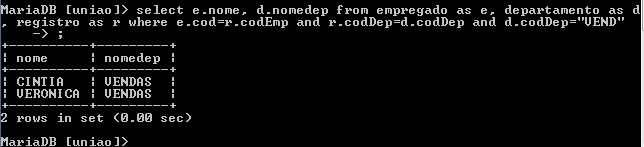 MariaDB [uniao]> select e.nome, d.nomedep from empregado as e, departamento as d
, registro as r where e.cod=r.codEmp and r.codDep=d.codDep and d.codDep="VEND"
    -> ;
+----------+---------+
| nome     | nomedep |
+----------+---------+
| CINTIA   | VENDAS  |
| VERONICA | VENDAS  |
+----------+---------+
2 rows in set (0.00 sec)
MariaDB [uniao]>